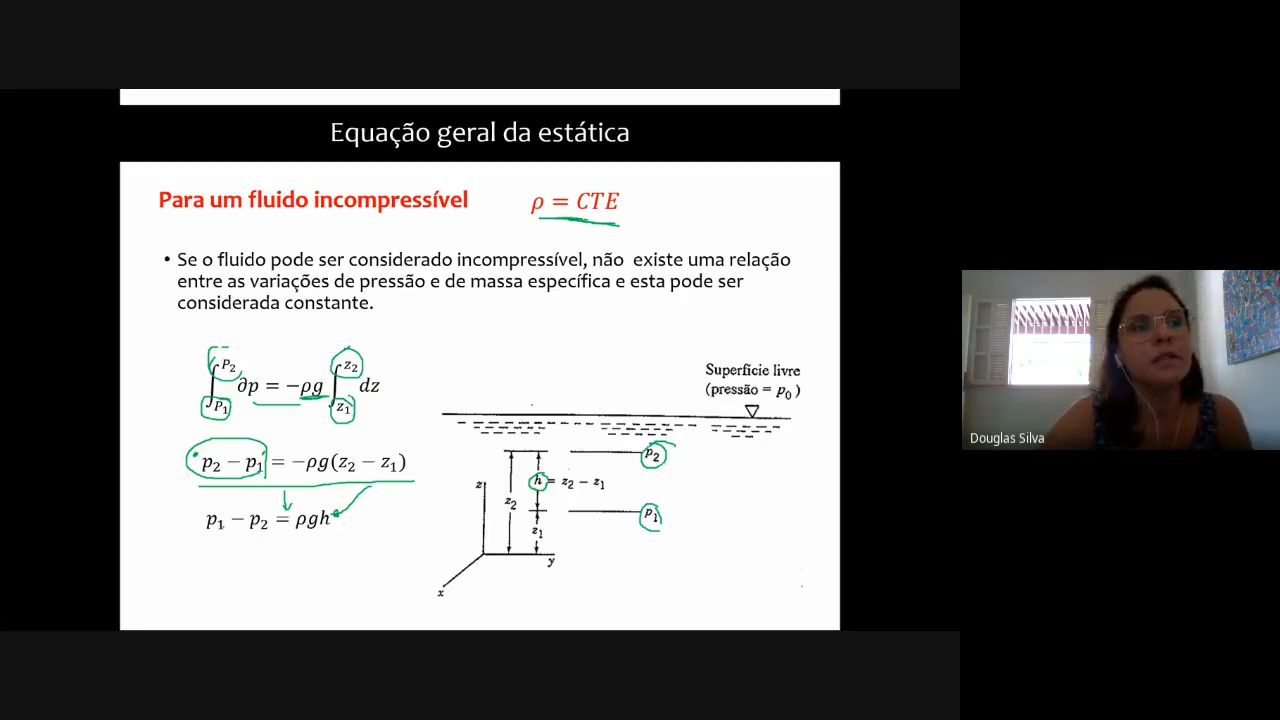 Equação geral da estática
Para um fluido incompressível
ρ = CTE
• Se o fluido pode ser considerado incompressível, não existe uma relação
entre as variações de pressão e de massa específica e esta pode ser
considerada constante.
∫_{P₁}^{P₂} ∂p = −ρg ∫_{z₁}^{z₂} dz
p₂ − p₁ = −ρg(z₂ − z₁)
p₁ − p₂ = ρgh
Superfície livre
(pressão = p₀)
p₂
h = z₂ − z₁
z
z₂
p₁
z₁
y
x
Douglas Silva